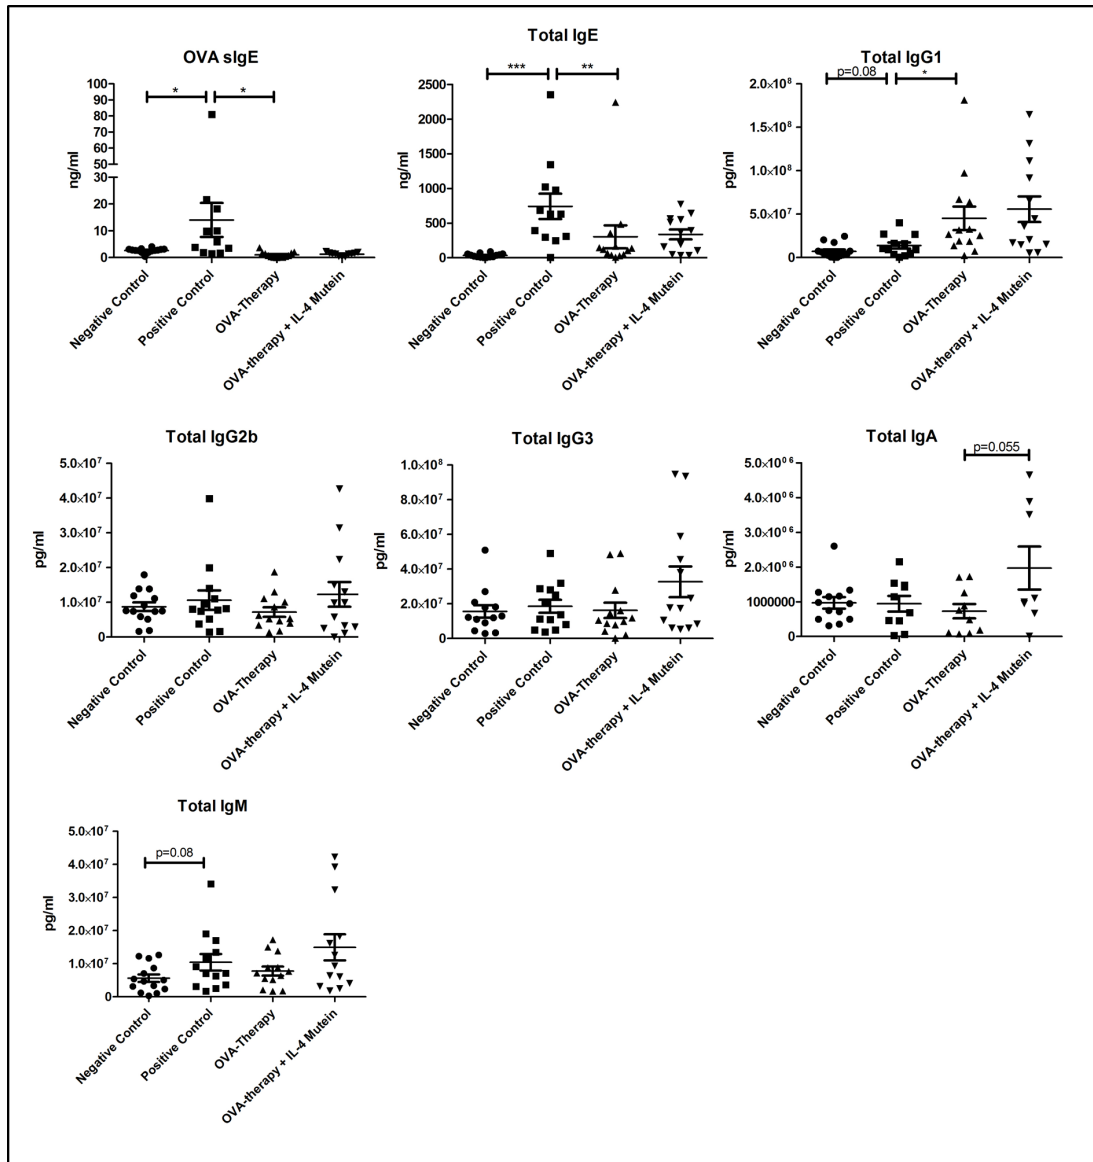 OVA sIgE
100
90
80
70
60
50
30
20
10
0
ng/ml
*
*
Negative Control
Positive Control
OVA-Therapy
OVA-therapy + IL-4 Mutein
Total IgE
2500
2000
1500
1000
500
0
ng/ml
***
**
Negative Control
Positive Control
OVA-Therapy
OVA-therapy + IL-4 Mutein
Total IgG1
p=0.08
*
2.0×10⁸
1.5×10⁸
1.0×10⁸
5.0×10⁷
0
pg/ml
Negative Control
Positive Control
OVA-Therapy
OVA-therapy + IL-4 Mutein
Total IgG2b
5.0×10⁷
4.0×10⁷
3.0×10⁷
2.0×10⁷
1.0×10⁷
0
pg/ml
Negative Control
Positive Control
OVA-Therapy
OVA-therapy + IL-4 Mutein
Total IgG3
1.0×10⁸
8.0×10⁷
6.0×10⁷
4.0×10⁷
2.0×10⁷
0
pg/ml
Negative Control
Positive Control
OVA-Therapy
OVA-therapy + IL-4 Mutein
Total IgA
p=0.055
5.0×10⁰⁶
4.0×10⁰⁶
3.0×10⁰⁶
2.0×10⁰⁶
1000000
0
pg/ml
Negative Control
Positive Control
OVA-Therapy
OVA-therapy + IL-4 Mutein
Total IgM
5.0×10⁷
4.0×10⁷
3.0×10⁷
2.0×10⁷
1.0×10⁷
0
pg/ml
p=0.08
Negative Control
Positive Control
OVA-Therapy
OVA-therapy + IL-4 Mutein